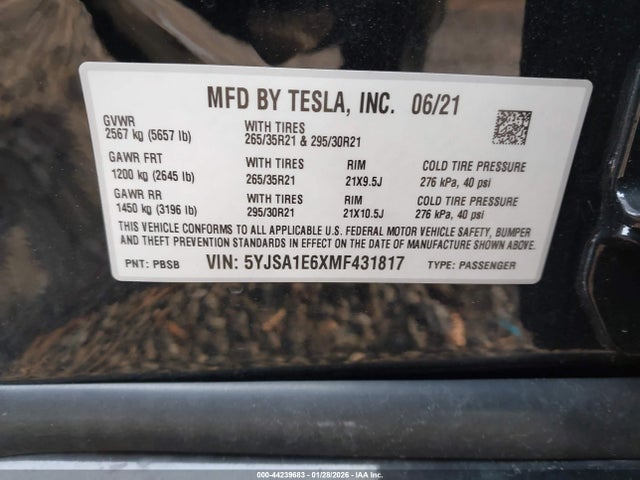 MFD BY TESLA, INC. 06/21
GVWR
2567 kg (5657 lb)
WITH TIRES
265/35R21 & 295/30R21
GAWR FRT
1200 kg (2645 lb)
WITH TIRES
265/35R21
RIM
21X9.5J
COLD TIRE PRESSURE
276 kPa, 40 psi
GAWR RR
1450 kg (3196 lb)
WITH TIRES
295/30R21
RIM
21X10.5J
COLD TIRE PRESSURE
276 kPa, 40 psi
THIS VEHICLE CONFORMS TO ALL APPLICABLE U.S. FEDERAL MOTOR VEHICLE SAFETY, BUMPER
AND THEFT PREVENTION STANDARDS IN EFFECT ON THE DATE OF MANUFACTURE SHOWN ABOVE.
PNT: PBSB VIN: 5YJSA1E6XMF431817 TYPE: PASSENGER
000-44239683 | 01/28/2026 - IAAI.COM